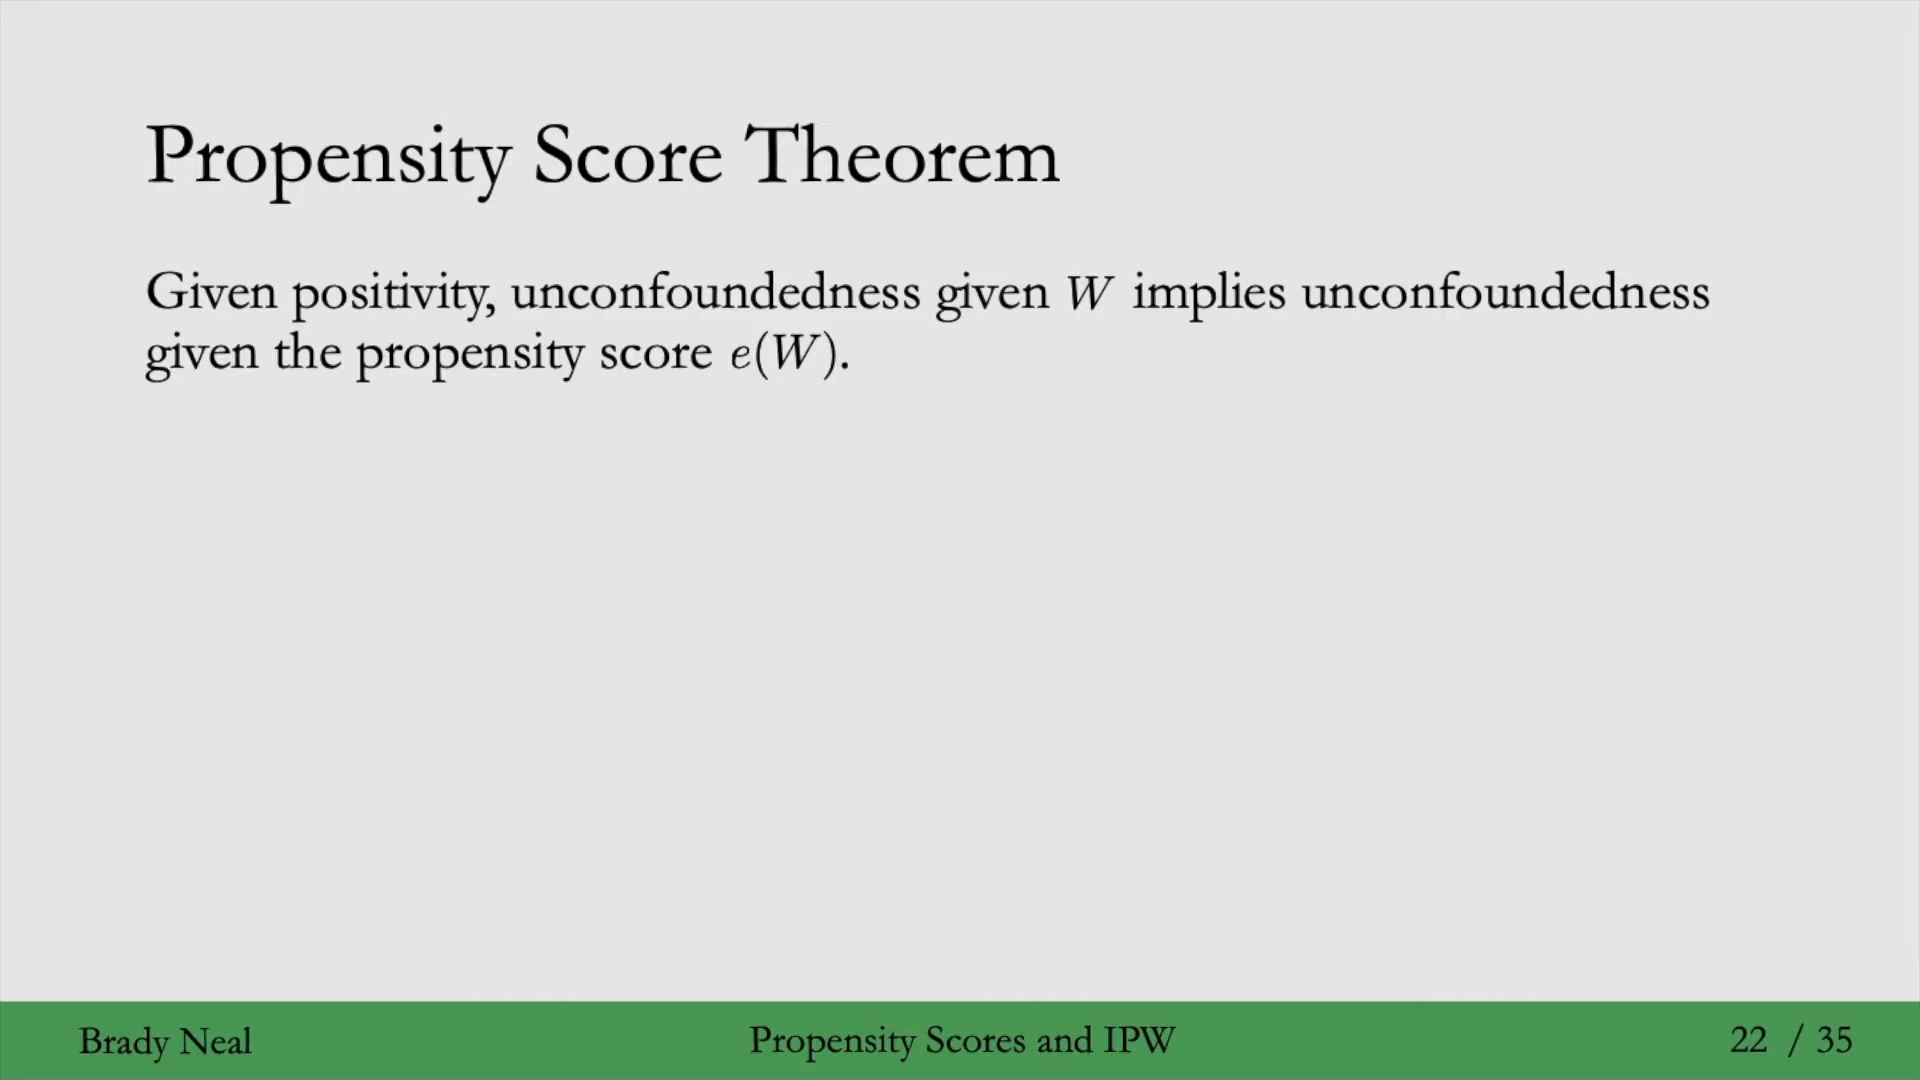 Propensity Score Theorem
Given positivity, unconfoundedness given W implies unconfoundedness
given the propensity score e(W).
Brady Neal
Propensity Scores and IPW
22 / 35